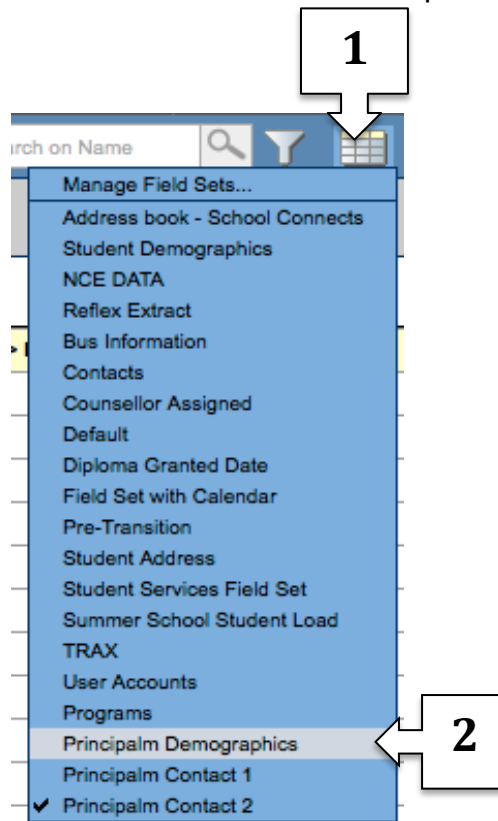 1
arch on Name
Manage Field Sets...
Address book - School Connects
Student Demographics
NCE DATA
Reflex Extract
Bus Information
Contacts
Counsellor Assigned
Default
Diploma Granted Date
Field Set with Calendar
Pre-Transition
Student Address
Student Services Field Set
Summer School Student Load
TRAX
User Accounts
Programs
Principalm Demographics
2
Principalm Contact 1
Principalm Contact 2